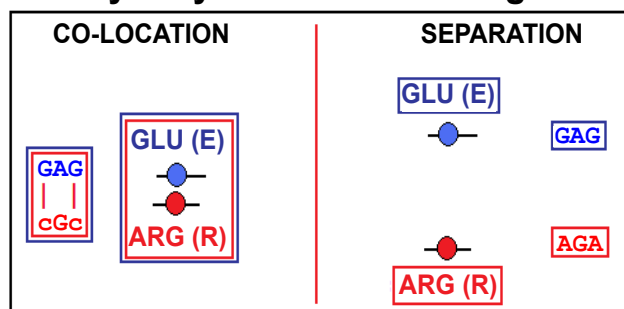 CO-LOCATION
SEPARATION
GLU (E)
GLU (E)
GAG
GAG
cGc
ARG (R)
AGA
ARG (R)